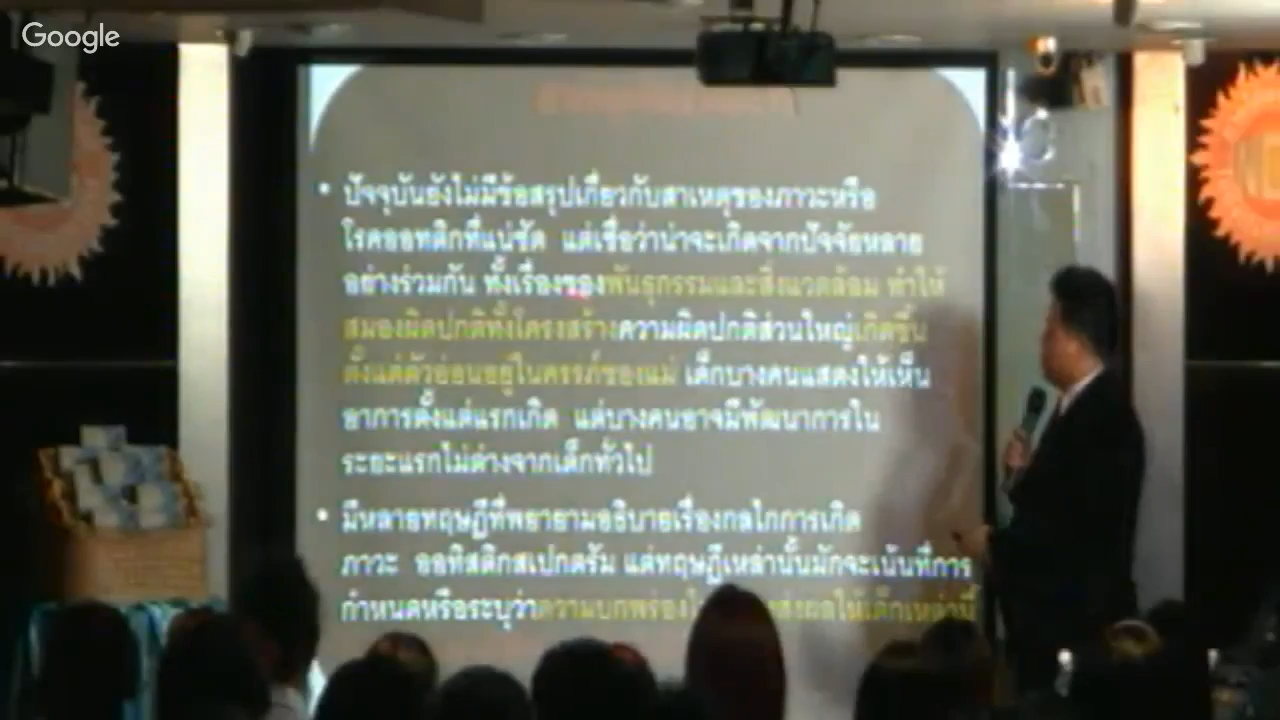 Google
• ปัจจุบันยังไม่มีข้อสรุปเกี่ยวกับสาเหตุของภาวะหรือ
โรคออทติกที่แน่ชัด แต่เชื่อว่าน่าจะเกิดจากปัจจัยหลาย
อย่างร่วมกัน ทั้งเรื่องของพันธุกรรมและสิ่งแวดล้อม ทำให้
สมองผิดปกติทั้งโครงสร้างความผิดปกติส่วนใหญ่เกิดขึ้น
ตั้งแต่ตัวอ่อนอยู่ในครรภ์ของแม่ เด็กบางคนแสดงให้เห็น
อาการตั้งแต่แรกเกิด แต่บางคนอาจมีพัฒนาการใน
ระยะแรกไม่ต่างจากเด็กทั่วไป
• มีหลายทฤษฎีที่พยายามอธิบายเรื่องกลไกการเกิด
ภาวะ ออทิสติกสเปกตรัม แต่ทฤษฎีเหล่านั้นมักจะเน้นที่การ
กำหนดหรือระบุว่าความบกพร่อง ส่งผลให้เด็กเหล่านี้